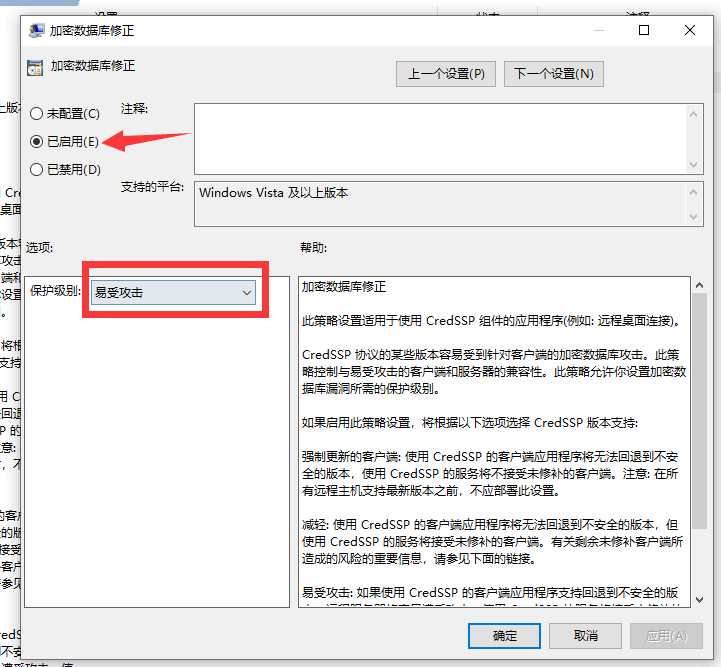 设置
状态
注释
加密数据库修正
加密数据库修正
上一个设置(P)
下一个设置(N)
未配置(C)
注释:
已启用(E)
已禁用(D)
支持的平台:
Windows Vista 及以上版本
选项:
帮助:
保护级别:
易受攻击
加密数据库修正
此策略设置适用于使用 CredSSP 组件的应用程序(例如: 远程桌面连接)。
CredSSP 协议的某些版本容易受到针对客户端的加密数据库攻击。此策
略控制与易受攻击的客户端和服务器的兼容性。此策略允许你设置加密数
据库漏洞所需的保护级别。
如果启用此策略设置，将根据以下选项选择 CredSSP 版本支持:
强制更新的客户端: 使用 CredSSP 的客户端应用程序将无法回退到不安
全的版本，使用 CredSSP 的服务将不接受未修补的客户端。注意: 在所
有远程主机支持最新版本之前，不应部署此设置。
减轻: 使用 CredSSP 的客户端应用程序将无法回退到不安全的版本，但
使用 CredSSP 的服务将接受未修补的客户端。有关剩余未修补客户端所
造成的风险的重要信息，请参见下面的链接。
易受攻击: 如果使用 CredSSP 的客户端应用程序支持回退到不安全的版
确定
取消
应用(A)